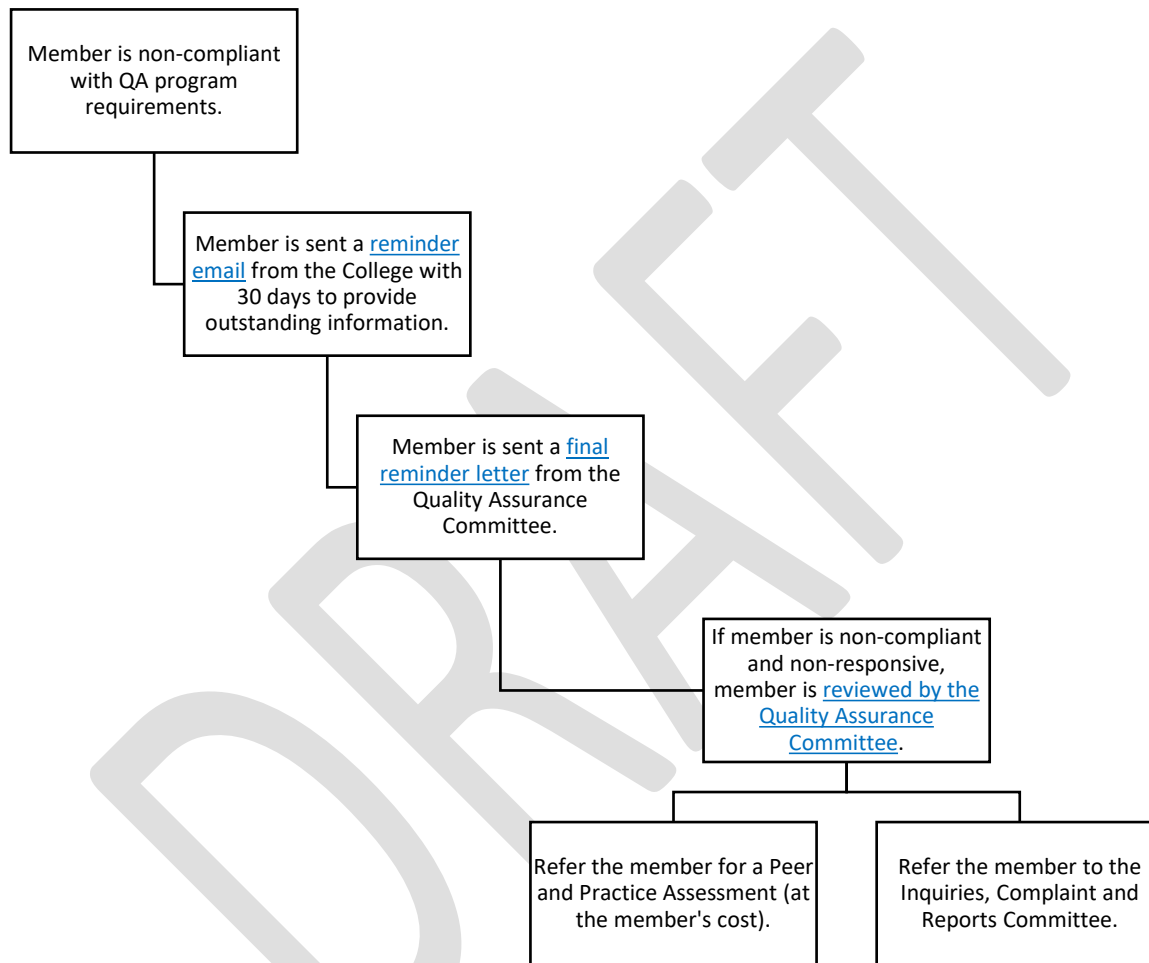 Member is non-compliant
with QA program
requirements.
Member is sent a reminder
email from the College with
30 days to provide
outstanding information.
Member is sent a final
reminder letter from the
Quality Assurance
Committee.
If member is non-compliant
and non-responsive,
member is reviewed by the
Quality Assurance
Committee.
Refer the member for a Peer
and Practice Assessment (at
the member's cost).
Refer the member to the
Inquiries, Complaint and
Reports Committee.
DRAFT